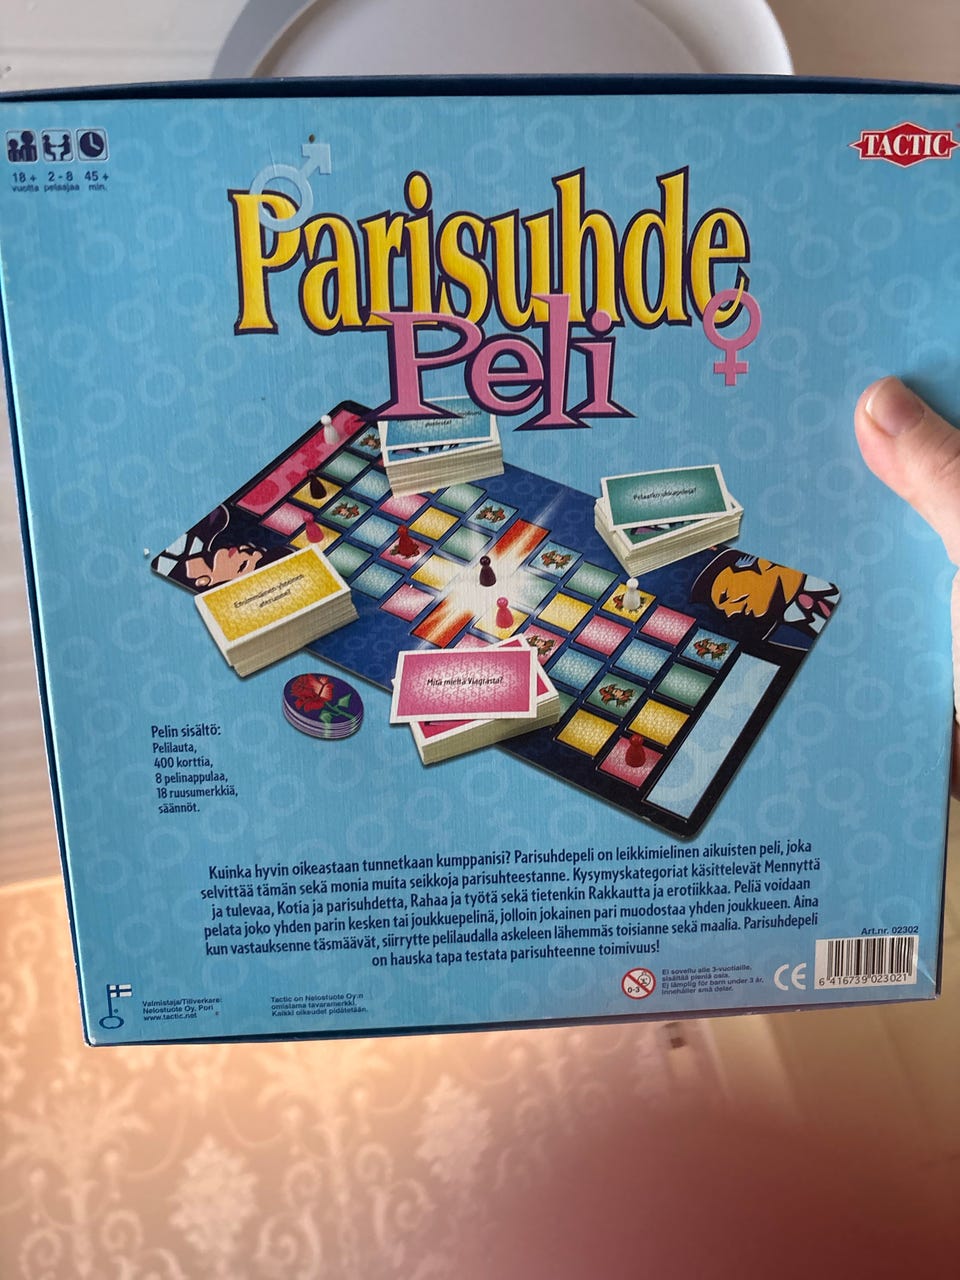 TACTIC
18 + 2 - 8 45 +
vuotta pelaajaa min.
Parisuhde
Peli
Pelaatko uhkapelejä?
Ensimmäinen yhteinen
ateriamme?
Mitä mieltä Viagrasta?
Pelin sisältö:
Pelilauta,
400 korttia,
8 pelinappulaa,
18 ruusumerkkiä,
säännöt.
Kuinka hyvin oikeastaan tunnetkaan kumppanisi? Parisuhdepeli on leikkimielinen aikuisten peli, joka
selvittää tämän sekä monia muita seikkoja parisuhteestanne. Kysymyskategoriat käsittelevät Mennyttä
ja tulevaa, Kotia ja parisuhdetta, Rahaa ja työtä sekä tietenkin Rakkautta ja erotiikkaa. Peliä voidaan
pelata joko yhden parin kesken tai joukkuepelinä, jolloin jokainen pari muodostaa yhden joukkueen. Aina
kun vastauksenne täsmäävät, siirrytte pelilaudalla askeleen lähemmäs toisianne sekä maalia. Parisuhdepeli
on hauska tapa testata parisuhteenne toimivuus!
Art.nr. 02302
Valmistaja/Tillverkare:
Nelostuote Oy, Pori
www.tactic.net
Tactic on Nelostuote Oy:n
omistama tavaramerkki.
Kaikki oikeudet pidätetään.
0-3
Ei sovellu alle 3-vuotiaille,
sisältää pieniä osia.
Ej lämplig för barn under 3 år,
innehåller små delar.
CE
6 416739 023021